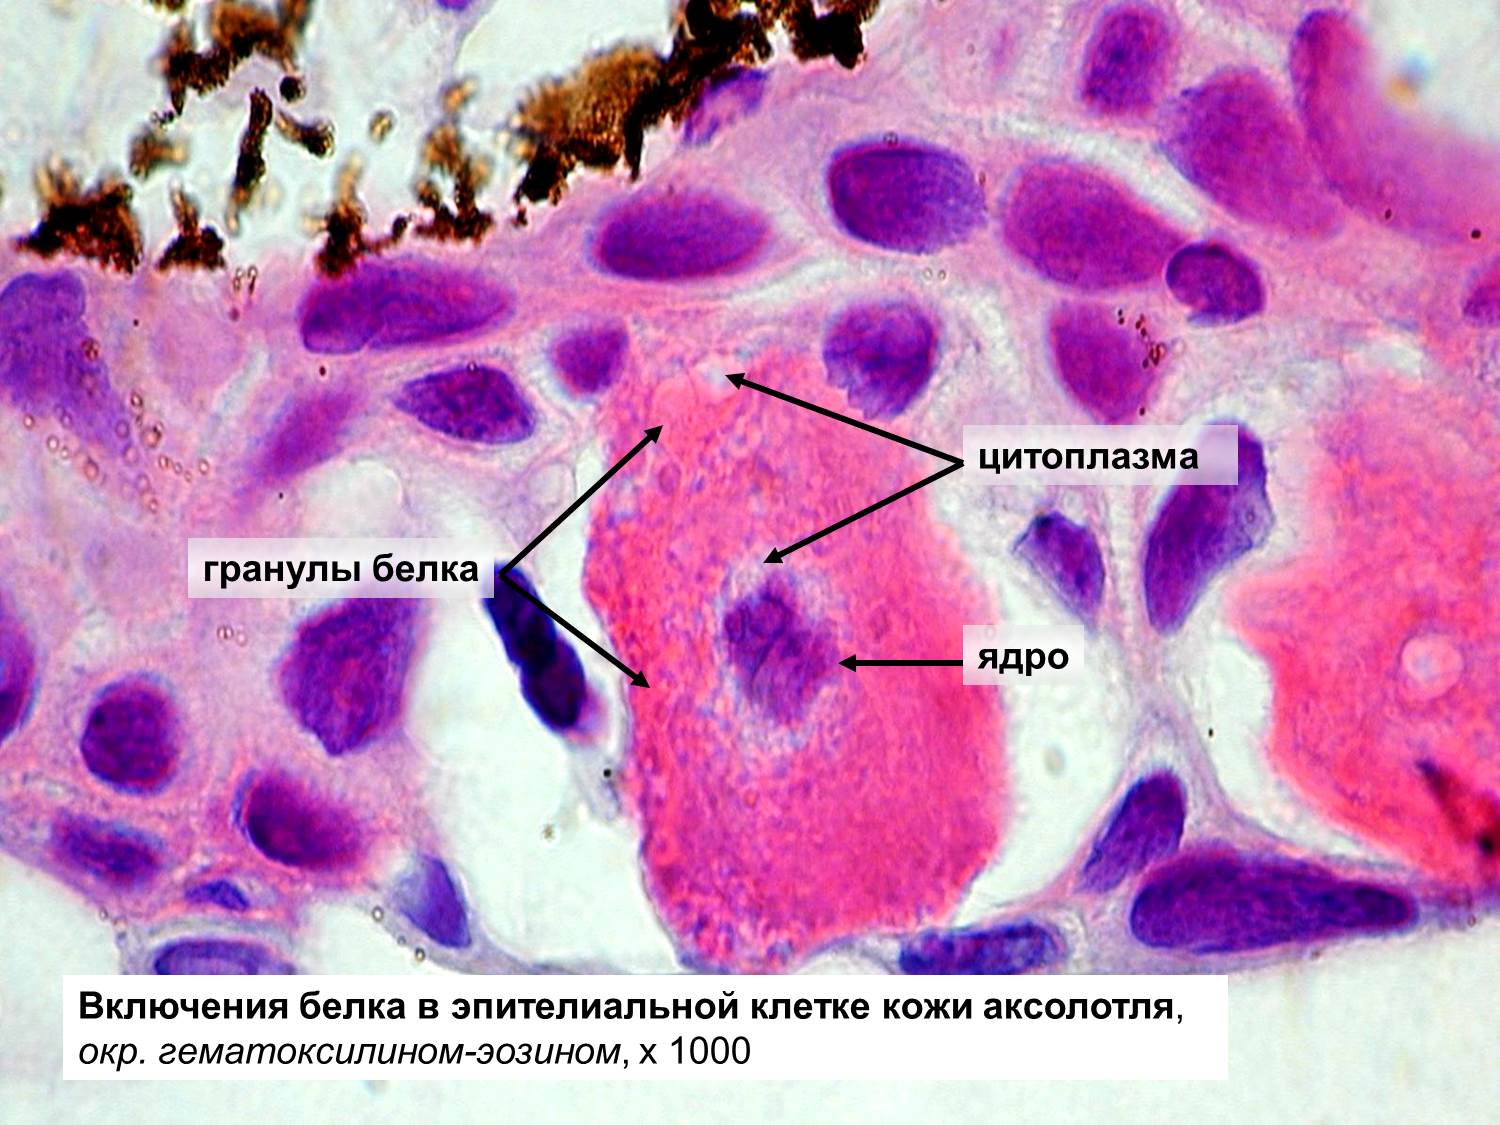 цитоплазма
гранулы белка
ядро
Включения белка в эпителиальной клетке кожи аксолотля,
окр. гематоксилином-эозином, х 1000